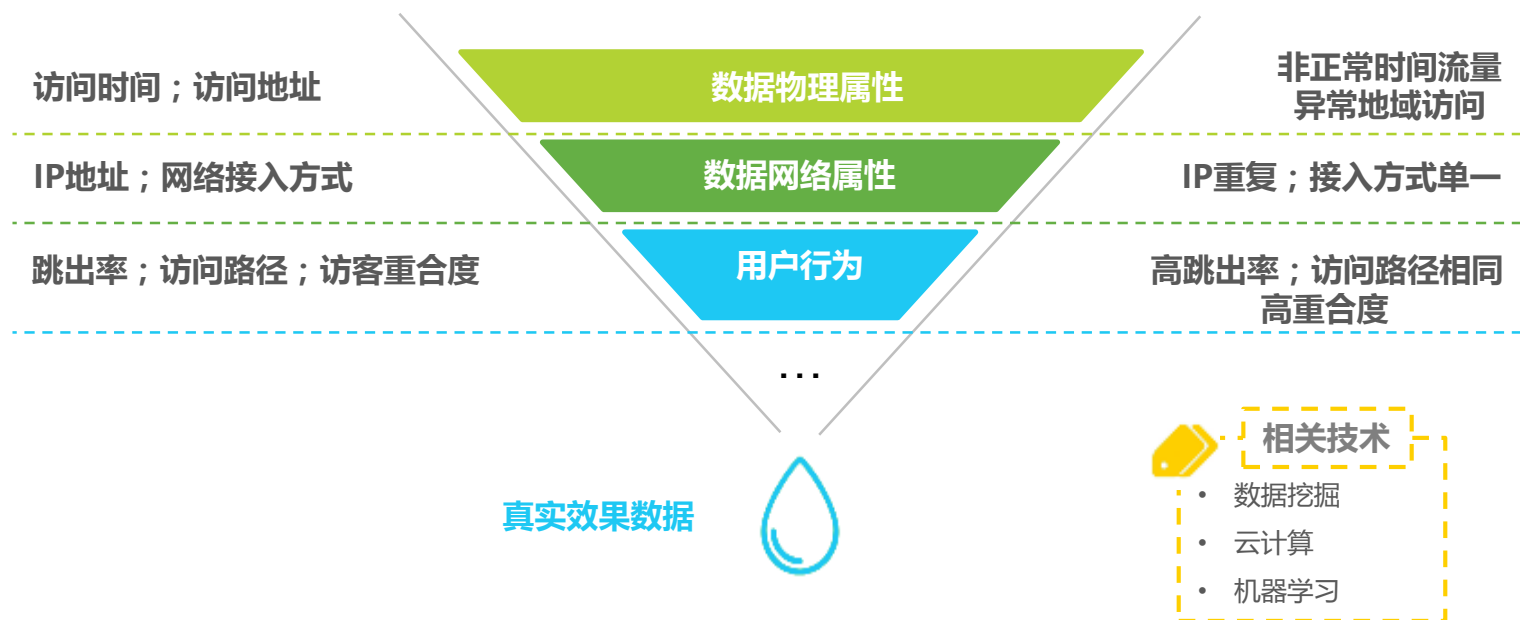 访问时间；访问地址
数据物理属性
非正常时间流量
异常地域访问
IP地址；网络接入方式
数据网络属性
IP重复；接入方式单一
跳出率；访问路径；访客重合度
用户行为
高跳出率；访问路径相同
高重合度
...
真实效果数据
相关技术
• 数据挖掘
• 云计算
• 机器学习